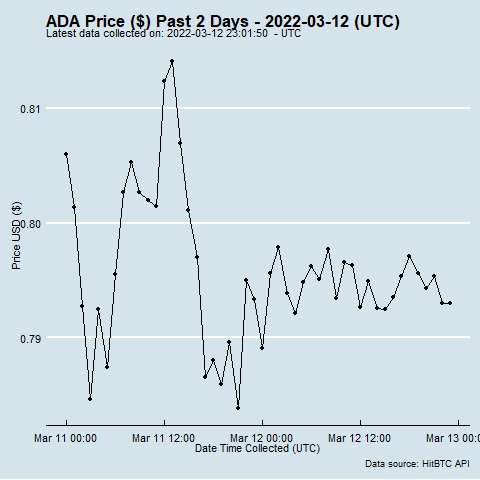 ADA Price ($) Past 2 Days - 2022-03-12 (UTC)
Latest data collected on: 2022-03-12 23:01:50 - UTC
0.81
0.80
0.79
Price USD ($)
Mar 11 00:00 Mar 11 12:00 Mar 12 00:00 Mar 12 12:00 Mar 13 00:
Date Time Collected (UTC)
Data source: HitBTC API